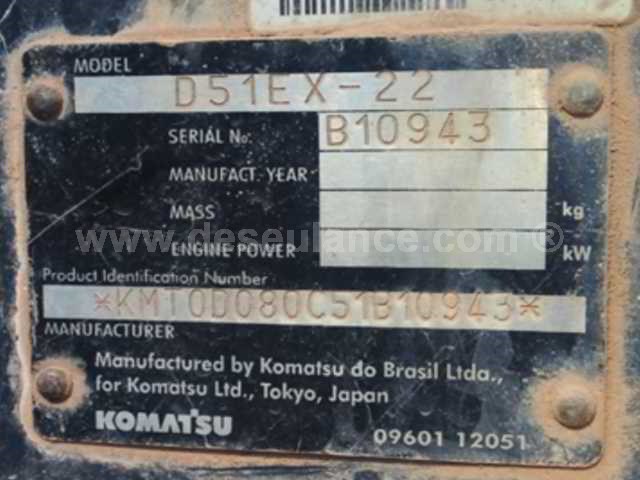 MODEL D51EX-22
SERIAL No. B10943
MANUFACT. YEAR
MASS kg
ENGINE POWER kW
www.deseulance.com ®
Product Identification Number
*KMT0D080C51B10943*
MANUFACTURER
Manufactured by Komatsu do Brasil Ltda.,
for Komatsu Ltd., Tokyo, Japan
KOMATSU
09601 12051